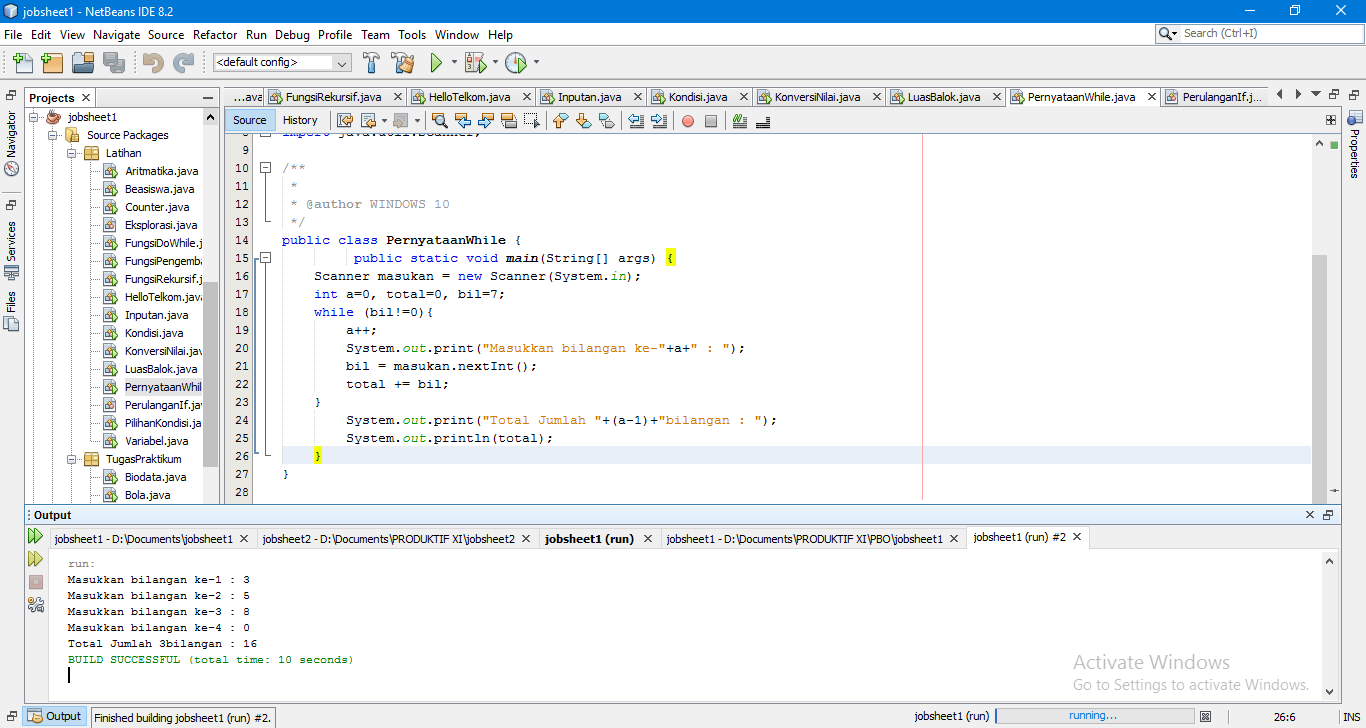 jobsheet1 - NetBeans IDE 8.2
File Edit View Navigate Source Refactor Run Debug Profile Team Tools Window Help
Search (Ctrl+I)
<default config>
Projects
...ava FungsiRekursif.java HelloTelkom.java Inputan.java Kondisi.java KonversiNilai.java LuasBalok.java PernyataanWhile.java PerulanganIf.j...
Navigator
Services
Files
Properties
jobsheet1
Source Packages
Latihan
Aritmatika.java
Beasiswa.java
Counter.java
Eksplorasi.java
FungsiDoWhile.j
FungsiPengemba
FungsiRekursif.j
HelloTelkom.java
Inputan.java
Kondisi.java
KonversiNilai.jav
LuasBalok.java
PernyataanWhil
PerulanganIf.ja
PilihanKondisi.ja
Variabel.java
TugasPraktikum
Biodata.java
Bola.java
Source History
import java.util.Scanner;
9
10 /**
11 *
12 * @author WINDOWS 10
13 */
14 public class PernyataanWhile {
15 public static void main(String[] args) {
16 Scanner masukan = new Scanner(System.in);
17 int a=0, total=0, bil=7;
18 while (bil!=0){
19 a++;
20 System.out.print("Masukkan bilangan ke-"+a+" : ");
21 bil = masukan.nextInt();
22 total += bil;
23 }
24 System.out.print("Total Jumlah "+(a-1)+"bilangan : ");
25 System.out.println(total);
26 }
27 }
28
Output
jobsheet1 - D:\Documents\jobsheet1 jobsheet2 - D:\Documents\PRODUKTIF XI\jobsheet2 jobsheet1 (run) jobsheet1 - D:\Documents\PRODUKTIF XI\PBO\jobsheet1 jobsheet1 (run) #2
run:
Masukkan bilangan ke-1 : 3
Masukkan bilangan ke-2 : 5
Masukkan bilangan ke-3 : 8
Masukkan bilangan ke-4 : 0
Total Jumlah 3bilangan : 16
BUILD SUCCESSFUL (total time: 10 seconds)
Activate Windows
Go to Settings to activate Windows.
Output
Finished building jobsheet1 (run) #2.
jobsheet1 (run) running... 26:6 INS